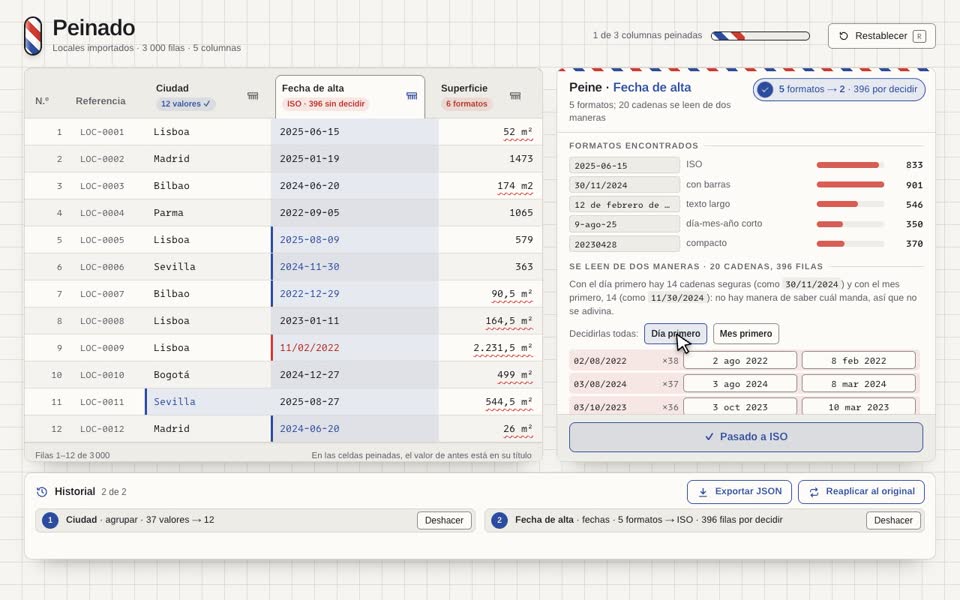 Peinado
Locales importados · 3 000 filas · 5 columnas
1 de 3 columnas peinadas
Restablecer R
N.º Referencia Ciudad Fecha de alta Superficie
12 valores ✓ ISO · 396 sin decidir 6 formatos
1 LOC-0001 Lisboa 2025-06-15 52 m²
2 LOC-0002 Madrid 2025-01-19 1473
3 LOC-0003 Bilbao 2024-06-20 174 m2
4 LOC-0004 Parma 2022-09-05 1065
5 LOC-0005 Lisboa 2025-08-09 579
6 LOC-0006 Sevilla 2024-11-30 363
7 LOC-0007 Bilbao 2022-12-29 90,5 m²
8 LOC-0008 Lisboa 2023-01-11 164,5 m²
9 LOC-0009 Lisboa 11/02/2022 2.231,5 m²
10 LOC-0010 Bogotá 2024-12-27 499 m²
11 LOC-0011 Sevilla 2025-08-27 544,5 m²
12 LOC-0012 Madrid 2024-06-20 26 m²
Filas 1–12 de 3 000 En las celdas peinadas, el valor de antes está en su título
Peine · Fecha de alta
5 formatos; 20 cadenas se leen de dos
maneras
5 formatos → 2 · 396 por decidir
FORMATOS ENCONTRADOS
2025-06-15 ISO 833
30/11/2024 con barras 901
12 de febrero de … texto largo 546
9-ago-25 día-mes-año corto 350
20230428 compacto 370
SE LEEN DE DOS MANERAS · 20 CADENAS, 396 FILAS
Con el día primero hay 14 cadenas seguras (como 30/11/2024) y con el mes
primero, 14 (como 11/30/2024): no hay manera de saber cuál manda, así que no
se adivina.
Decidirlas todas: Día primero Mes primero
02/08/2022 ×38 2 ago 2022 8 feb 2022
03/08/2024 ×37 3 ago 2024 8 mar 2024
03/10/2023 ×36 3 oct 2023 10 mar 2023
✓ Pasado a ISO
Historial 2 de 2
Exportar JSON
Reaplicar al original
1 Ciudad · agrupar · 37 valores → 12 Deshacer
2 Fecha de alta · fechas · 5 formatos → ISO · 396 filas por decidir Deshacer